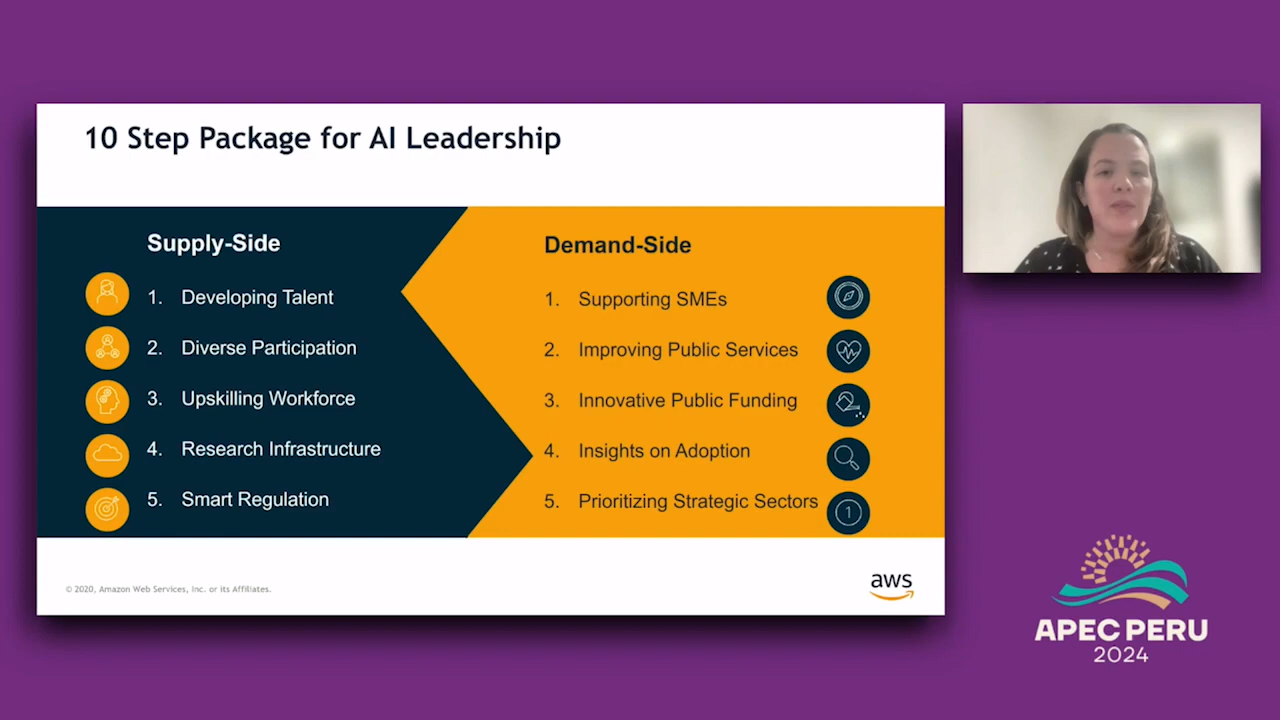 10 Step Package for AI Leadership
Supply-Side
1. Developing Talent
2. Diverse Participation
3. Upskilling Workforce
4. Research Infrastructure
5. Smart Regulation
Demand-Side
1. Supporting SMEs
2. Improving Public Services
3. Innovative Public Funding
4. Insights on Adoption
5. Prioritizing Strategic Sectors
1
© 2020, Amazon Web Services, Inc. or its Affiliates.
aws
APEC PERU
2024